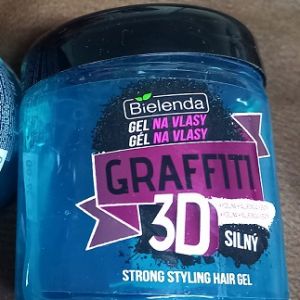 Bielenda
GEL NA VLASY
GÉL NA VLASY
GRAFFITI
3D
SILNÝ
STRONG STYLING HAIR GEL